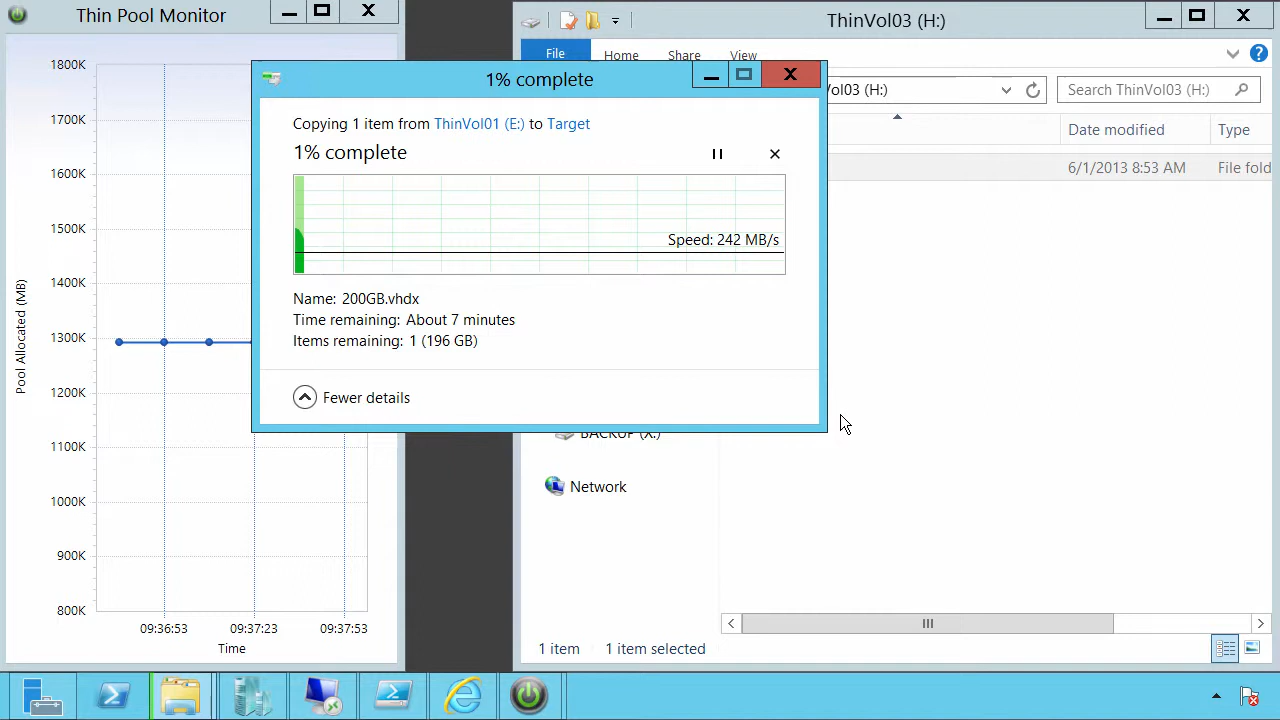 Thin Pool Monitor
1800K
1700K
1600K
1500K
1400K
1300K
1200K
1100K
1000K
900K
800K
Pool Allocated (MB)
09:36:53
09:37:23
09:37:53
Time
ThinVol03 (H:)
File
Home
Share
View
Vol03 (H:)
Search ThinVol03 (H:)
Date modified
Type
6/1/2013 8:53 AM
File fold
1% complete
Copying 1 item from ThinVol01 (E:) to Target
1% complete
Speed: 242 MB/s
Name: 200GB.vhdx
Time remaining: About 7 minutes
Items remaining: 1 (196 GB)
Fewer details
BACKUP (X:)
Network
1 item
1 item selected